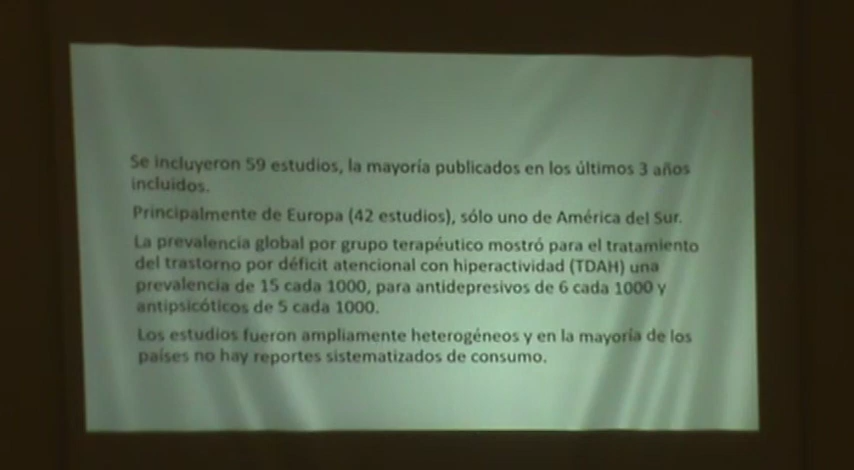 Se incluyeron 59 estudios, la mayoría publicados en los últimos 3 años
incluidos.
Principalmente de Europa (42 estudios), sólo uno de América del Sur.
La prevalencia global por grupo terapéutico mostró para el tratamiento
del trastorno por déficit atencional con hiperactividad (TDAH) una
prevalencia de 15 cada 1000, para antidepresivos de 6 cada 1000 y
antipsicóticos de 5 cada 1000.
Los estudios fueron ampliamente heterogéneos y en la mayoría de los
países no hay reportes sistematizados de consumo.